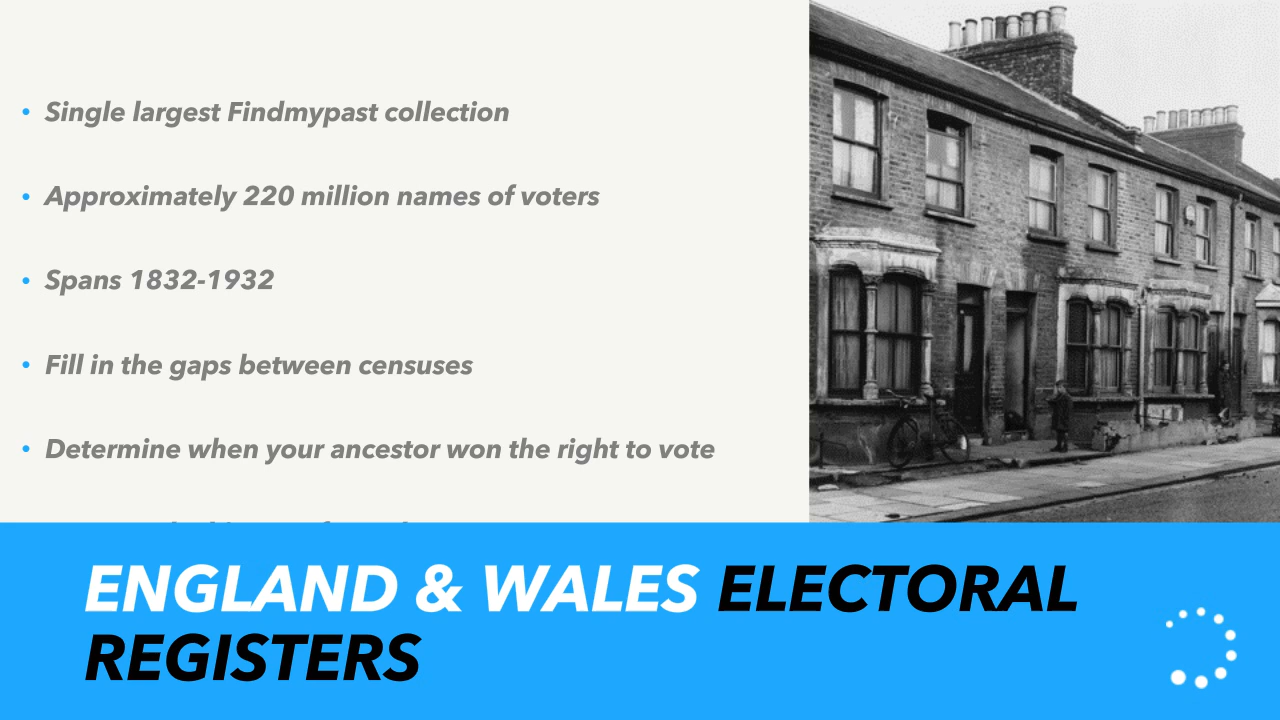 • Single largest Findmypast collection
• Approximately 220 million names of voters
• Spans 1832-1932
• Fill in the gaps between censuses
• Determine when your ancestor won the right to vote
ENGLAND & WALES ELECTORAL
REGISTERS